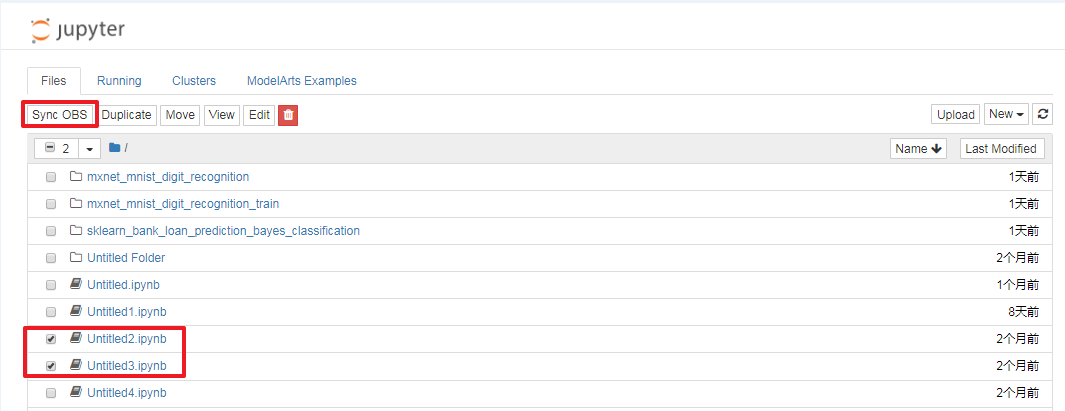 jupyter
Files Running Clusters ModelArts Examples
Sync OBS Duplicate Move View Edit Upload New
2 / Name Last Modified
mxnet_mnist_digit_recognition 1天前
mxnet_mnist_digit_recognition_train 1天前
sklearn_bank_loan_prediction_bayes_classification 1天前
Untitled Folder 2个月前
Untitled.ipynb 1个月前
Untitled1.ipynb 8天前
Untitled2.ipynb 2个月前
Untitled3.ipynb 2个月前
Untitled4.ipynb 2个月前